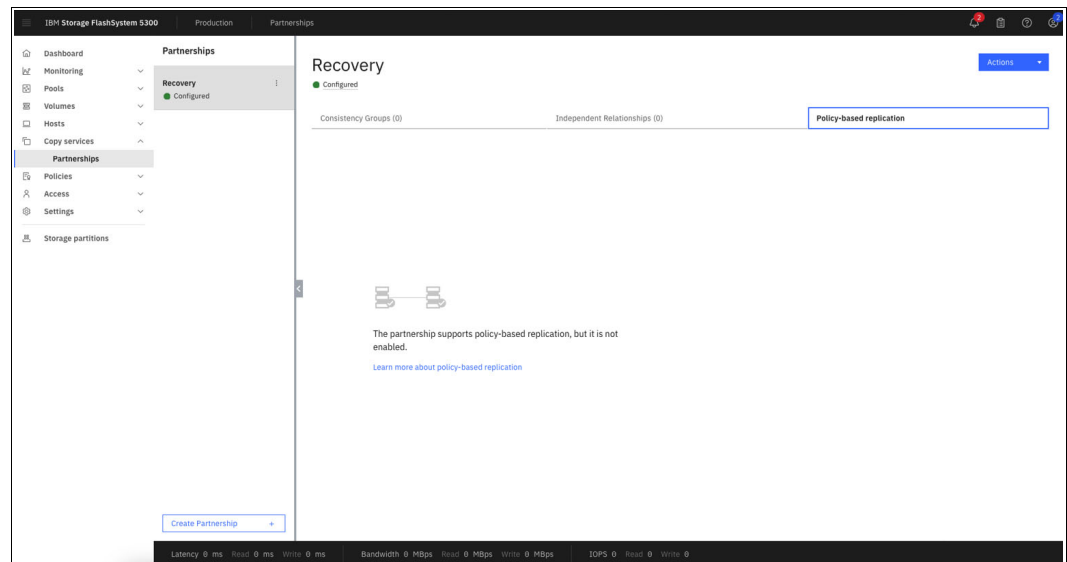 IBM Storage FlashSystem 5300 Production Partnerships 2 2
Dashboard
Monitoring
Pools
Volumes
Hosts
Copy services
Partnerships
Policies
Access
Settings
Storage partitions
Partnerships
Recovery
Configured
Create Partnership +
Recovery
Configured
Actions
Consistency Groups (0) Independent Relationships (0) Policy-based replication
The partnership supports policy-based replication, but it is not
enabled.
Learn more about policy-based replication
Latency 0 ms Read 0 ms Write 0 ms Bandwidth 0 MBps Read 0 MBps Write 0 MBps IOPS 0 Read 0 Write 0